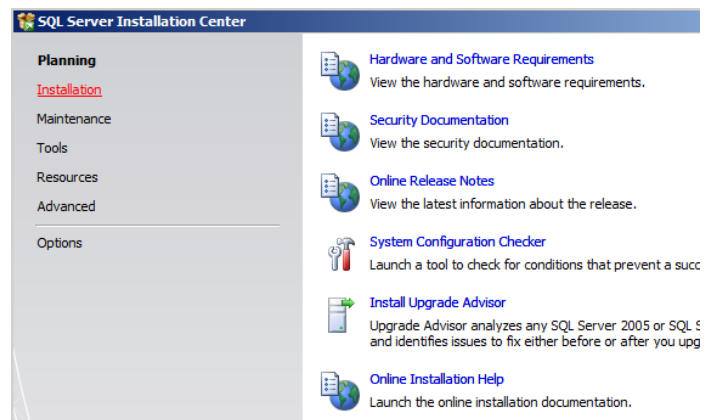 SQL Server Installation Center
Planning
Installation
Maintenance
Tools
Resources
Advanced
Options
Hardware and Software Requirements
View the hardware and software requirements.
Security Documentation
View the security documentation.
Online Release Notes
View the latest information about the release.
System Configuration Checker
Launch a tool to check for conditions that prevent a succ
Install Upgrade Advisor
Upgrade Advisor analyzes any SQL Server 2005 or SQL S
and identifies issues to fix either before or after you upg
Online Installation Help
Launch the online installation documentation.